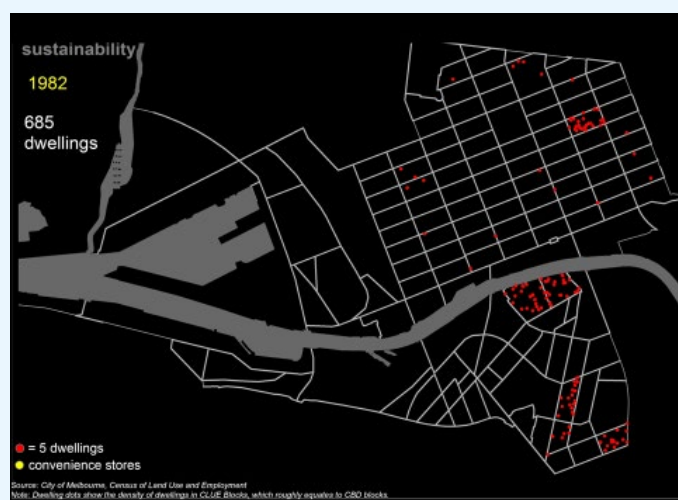 sustainability
1982
685
dwellings
= 5 dwellings
convenience stores
Source: City of Melbourne, Census of Land Use and Employment
Note: Dwelling dots show the density of dwellings in CLUE Blocks, which roughly equates to CBD blocks.